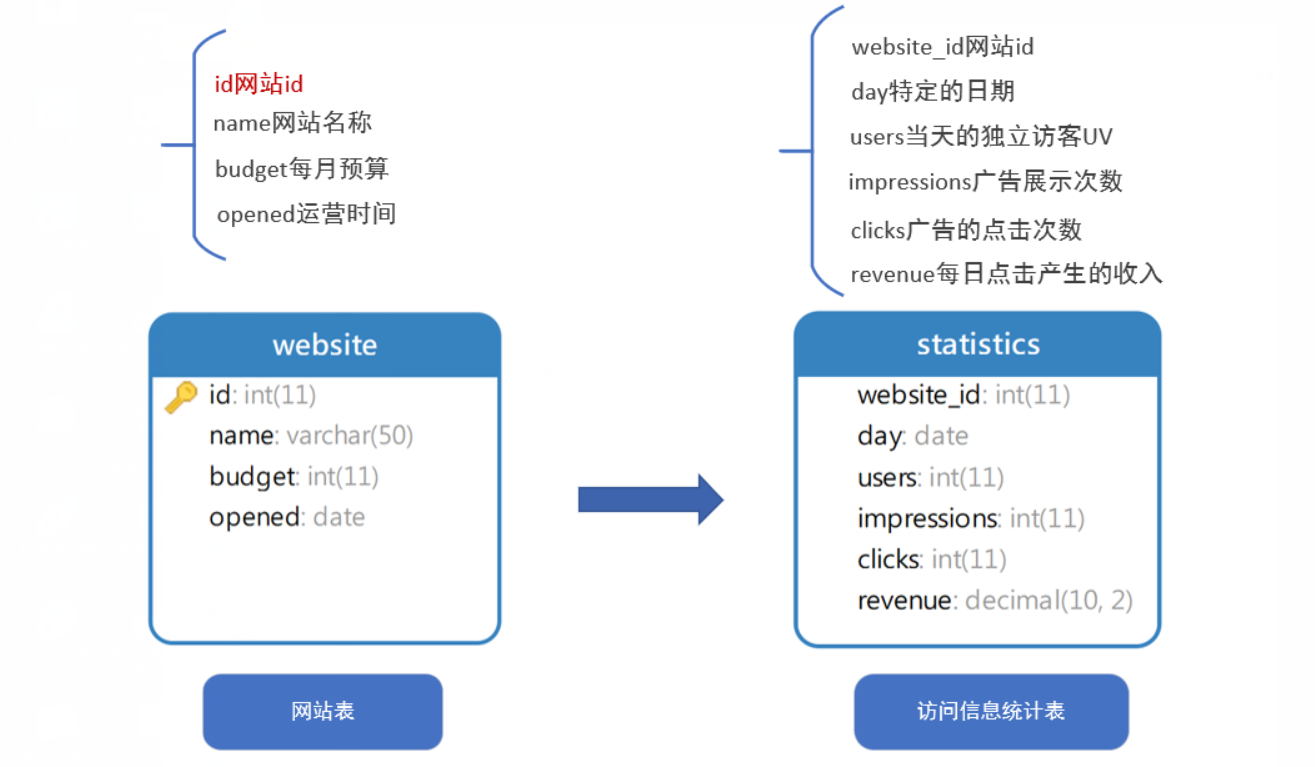 id网站id
name网站名称
budget每月预算
opened运营时间
website_id网站id
day特定的日期
users当天的独立访客UV
impressions广告展示次数
clicks广告的点击次数
revenue每日点击产生的收入
website
id: int(11)
name: varchar(50)
budget: int(11)
opened: date
网站表
statistics
website_id: int(11)
day: date
users: int(11)
impressions: int(11)
clicks: int(11)
revenue: decimal(10, 2)
访问信息统计表